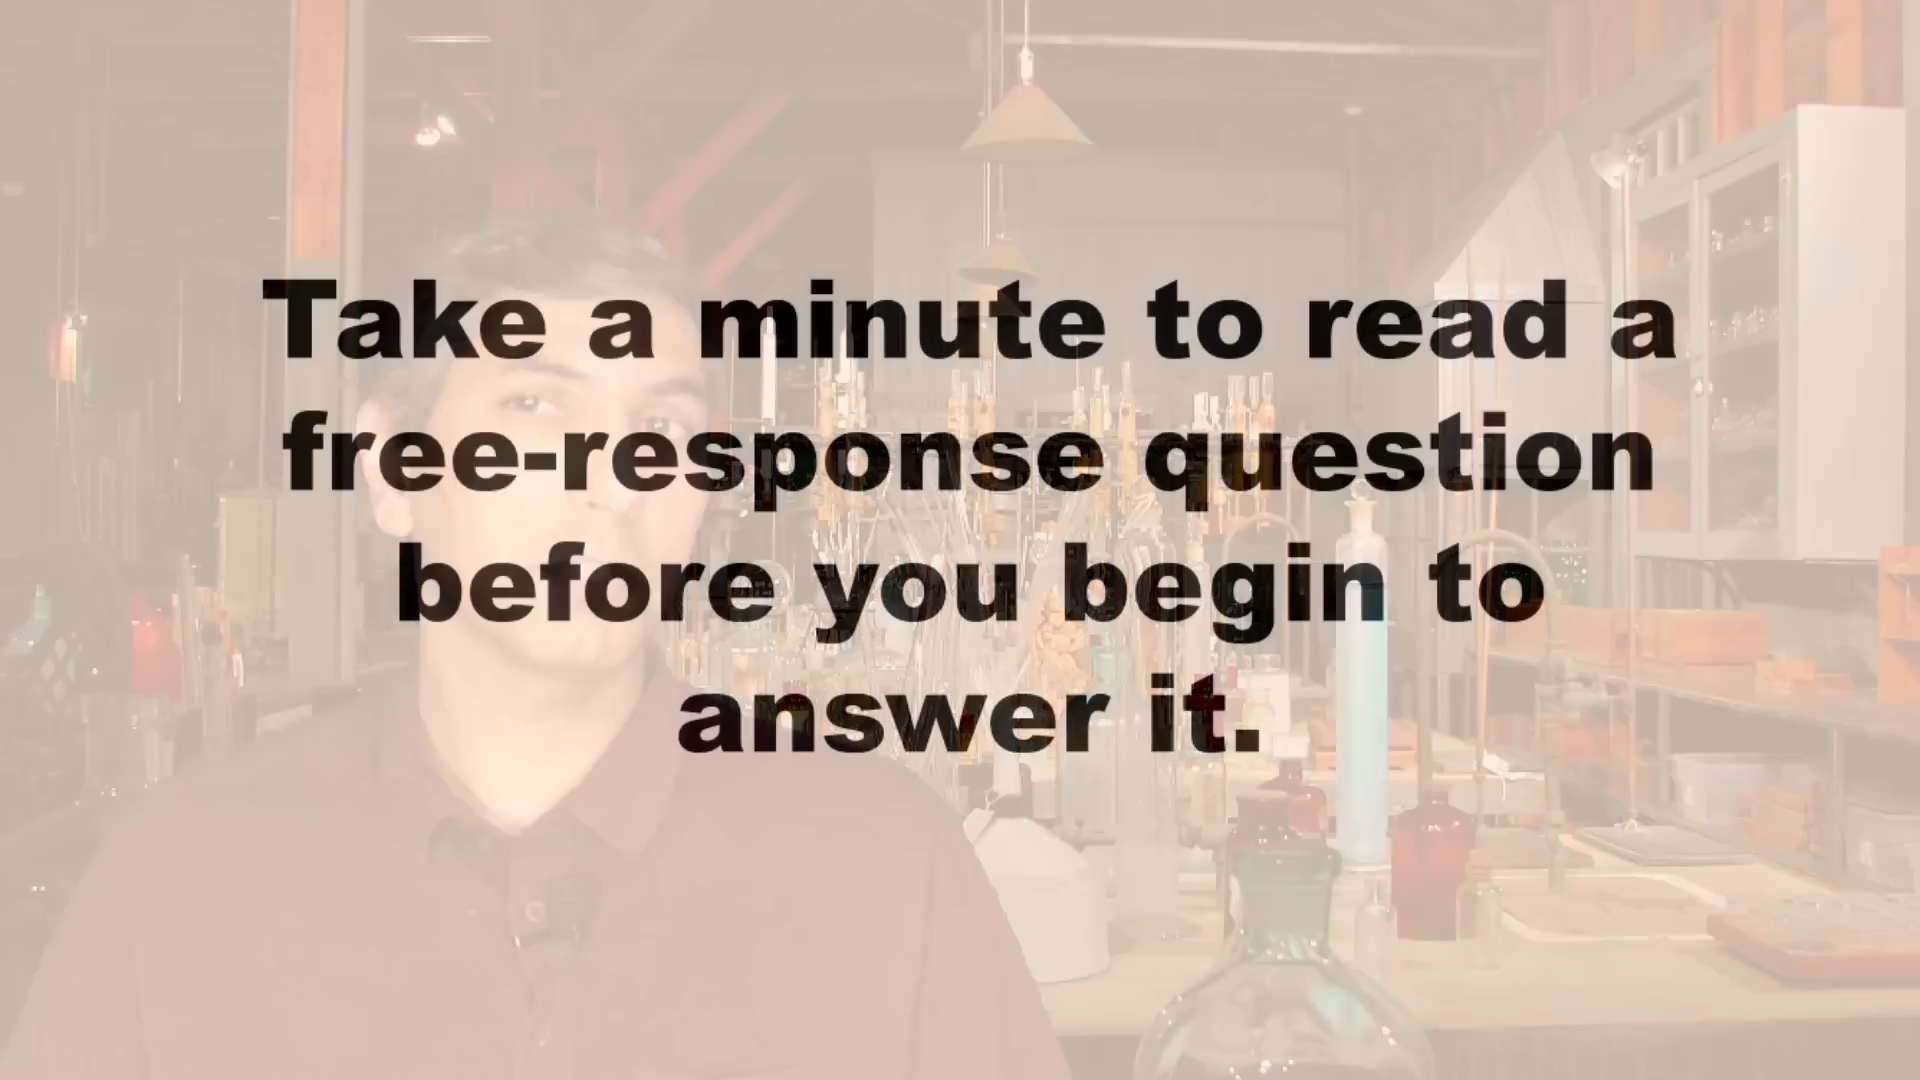 Take a minute to read a
free-response question
before you begin to
answer it.